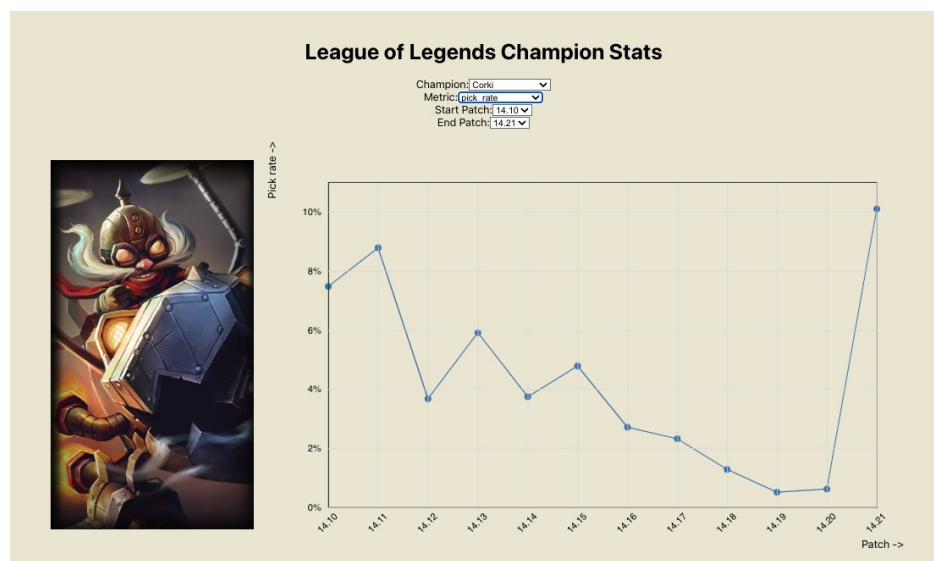 League of Legends Champion Stats
Champion: Corki
Metric: pick_rate
Start Patch: 14.10
End Patch: 14.21
Pick rate ->
10%
8%
6%
4%
2%
0%
14.10 14.11 14.12 14.13 14.14 14.15 14.16 14.17 14.18 14.19 14.20 14.21
Patch ->